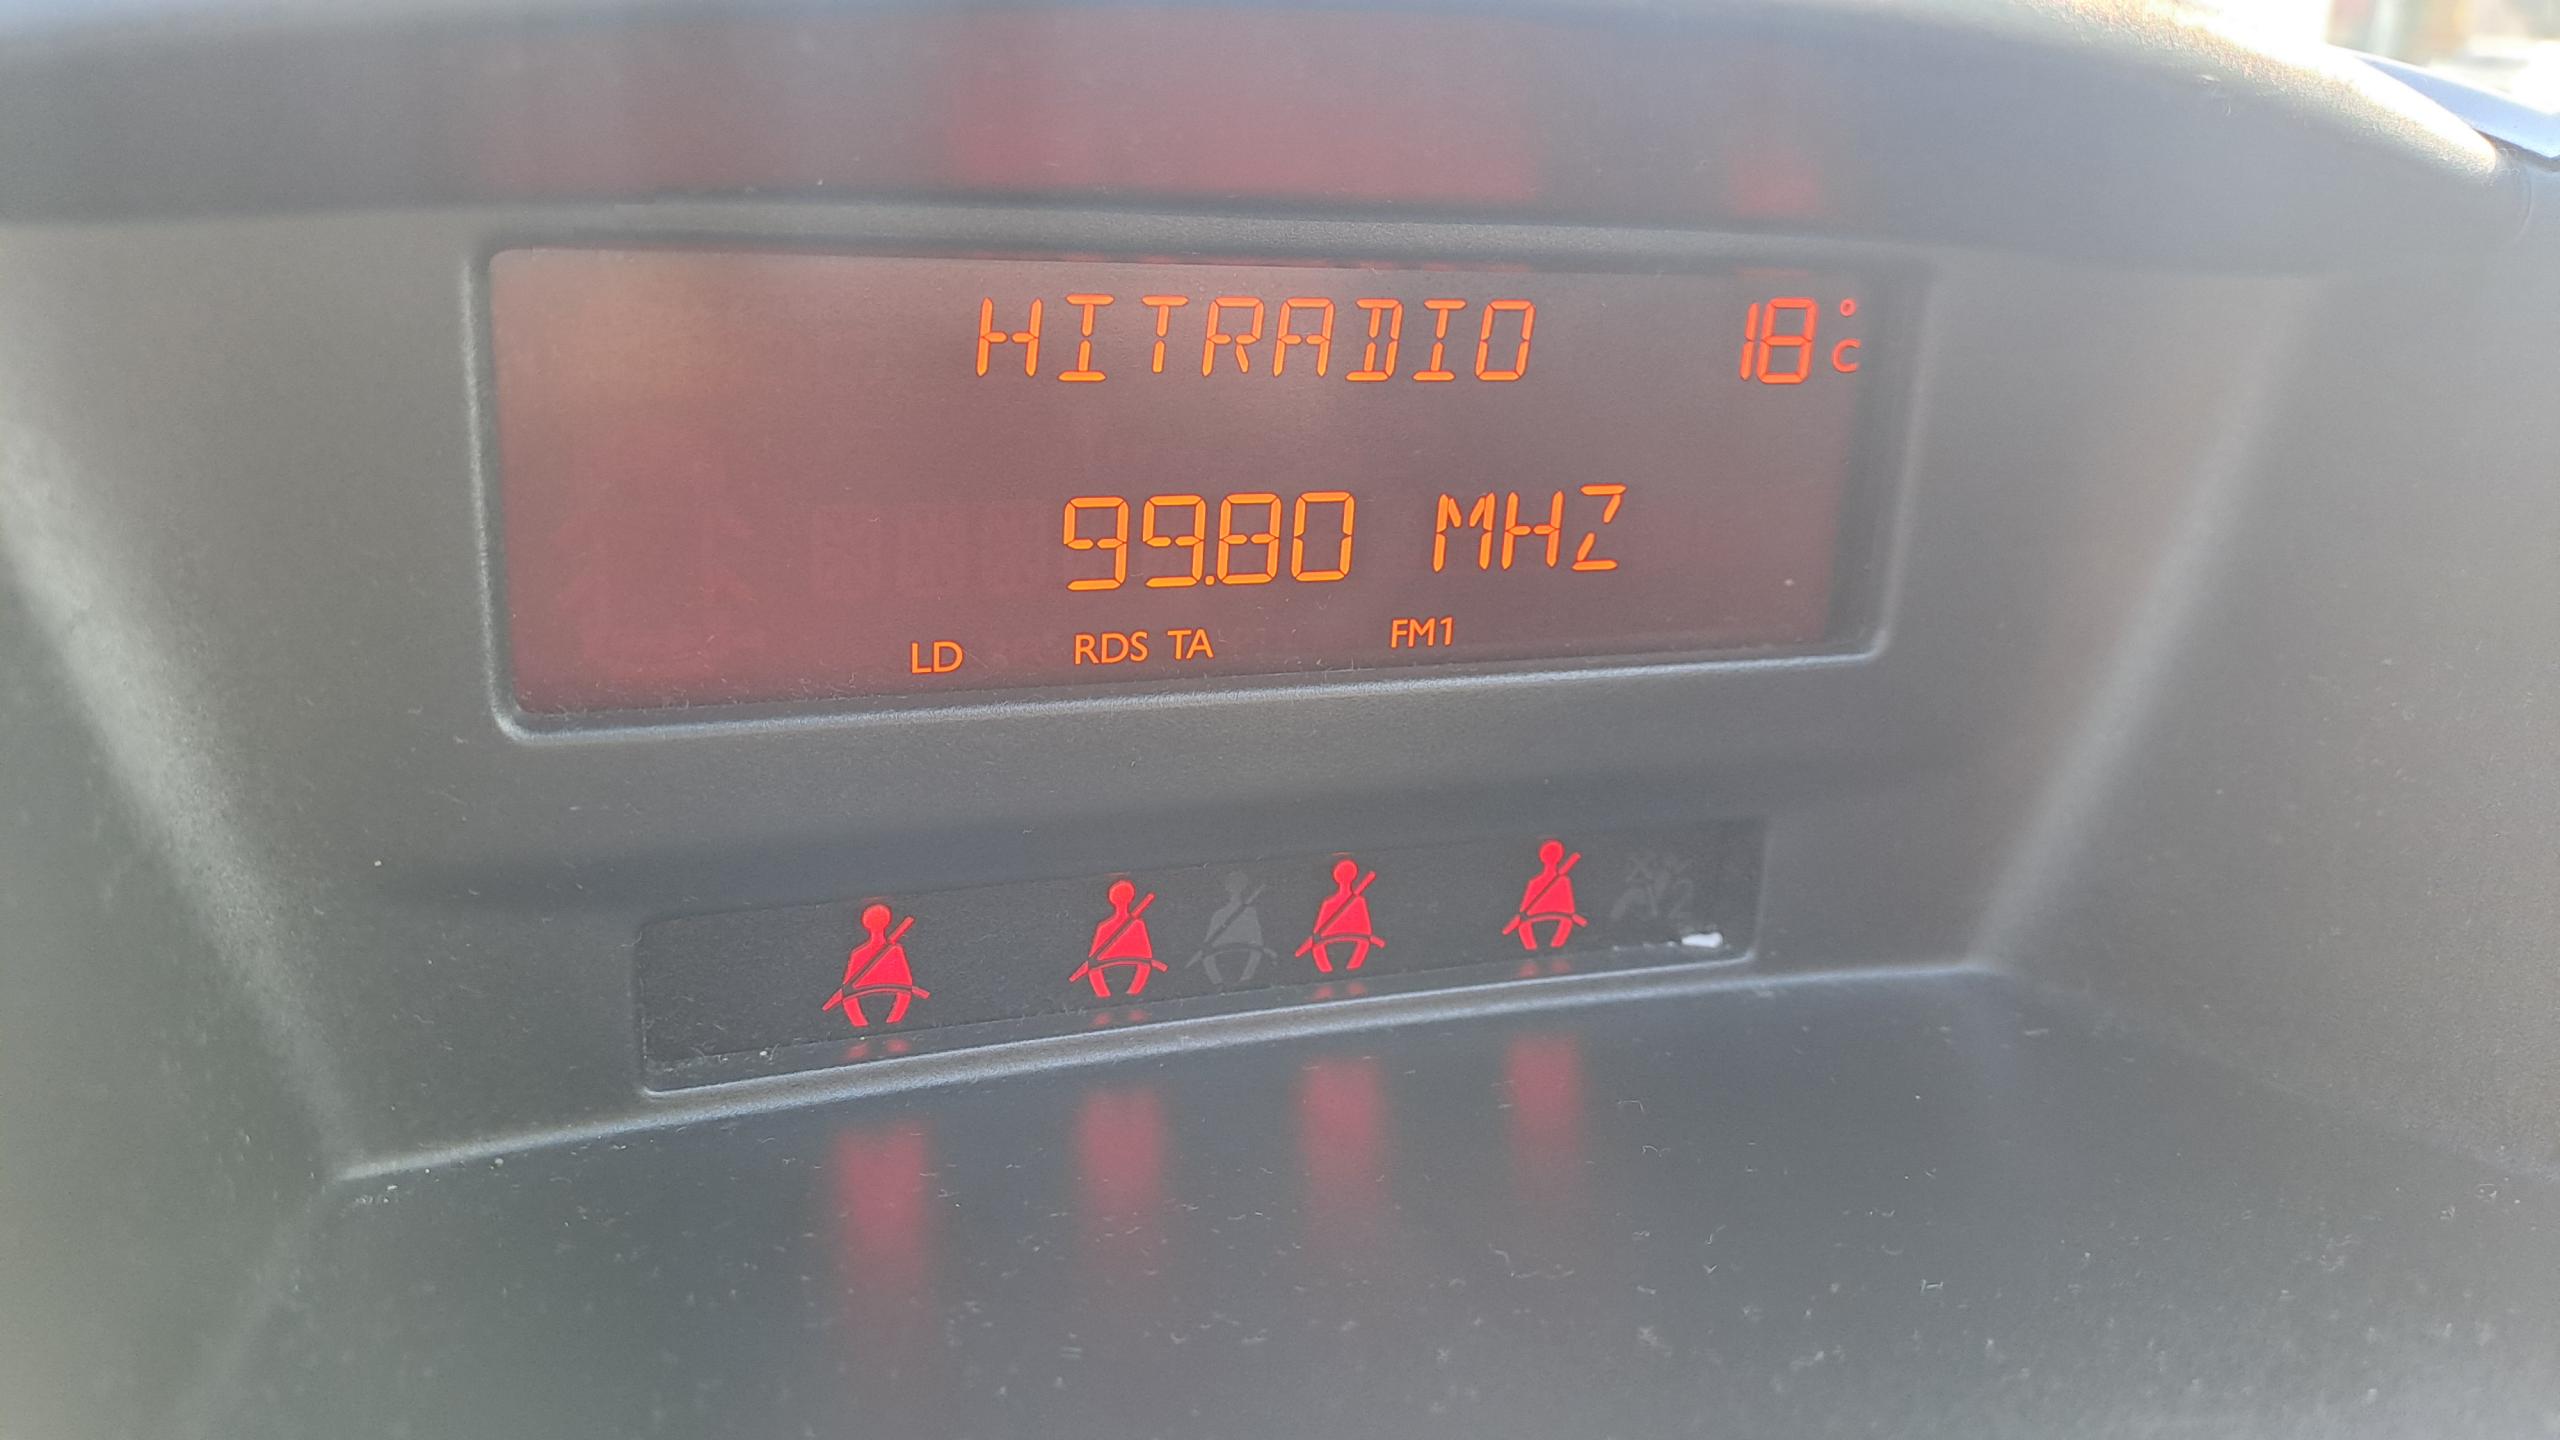 HITRADIO 18°C
99.80 MHZ
LD RDS TA FM1